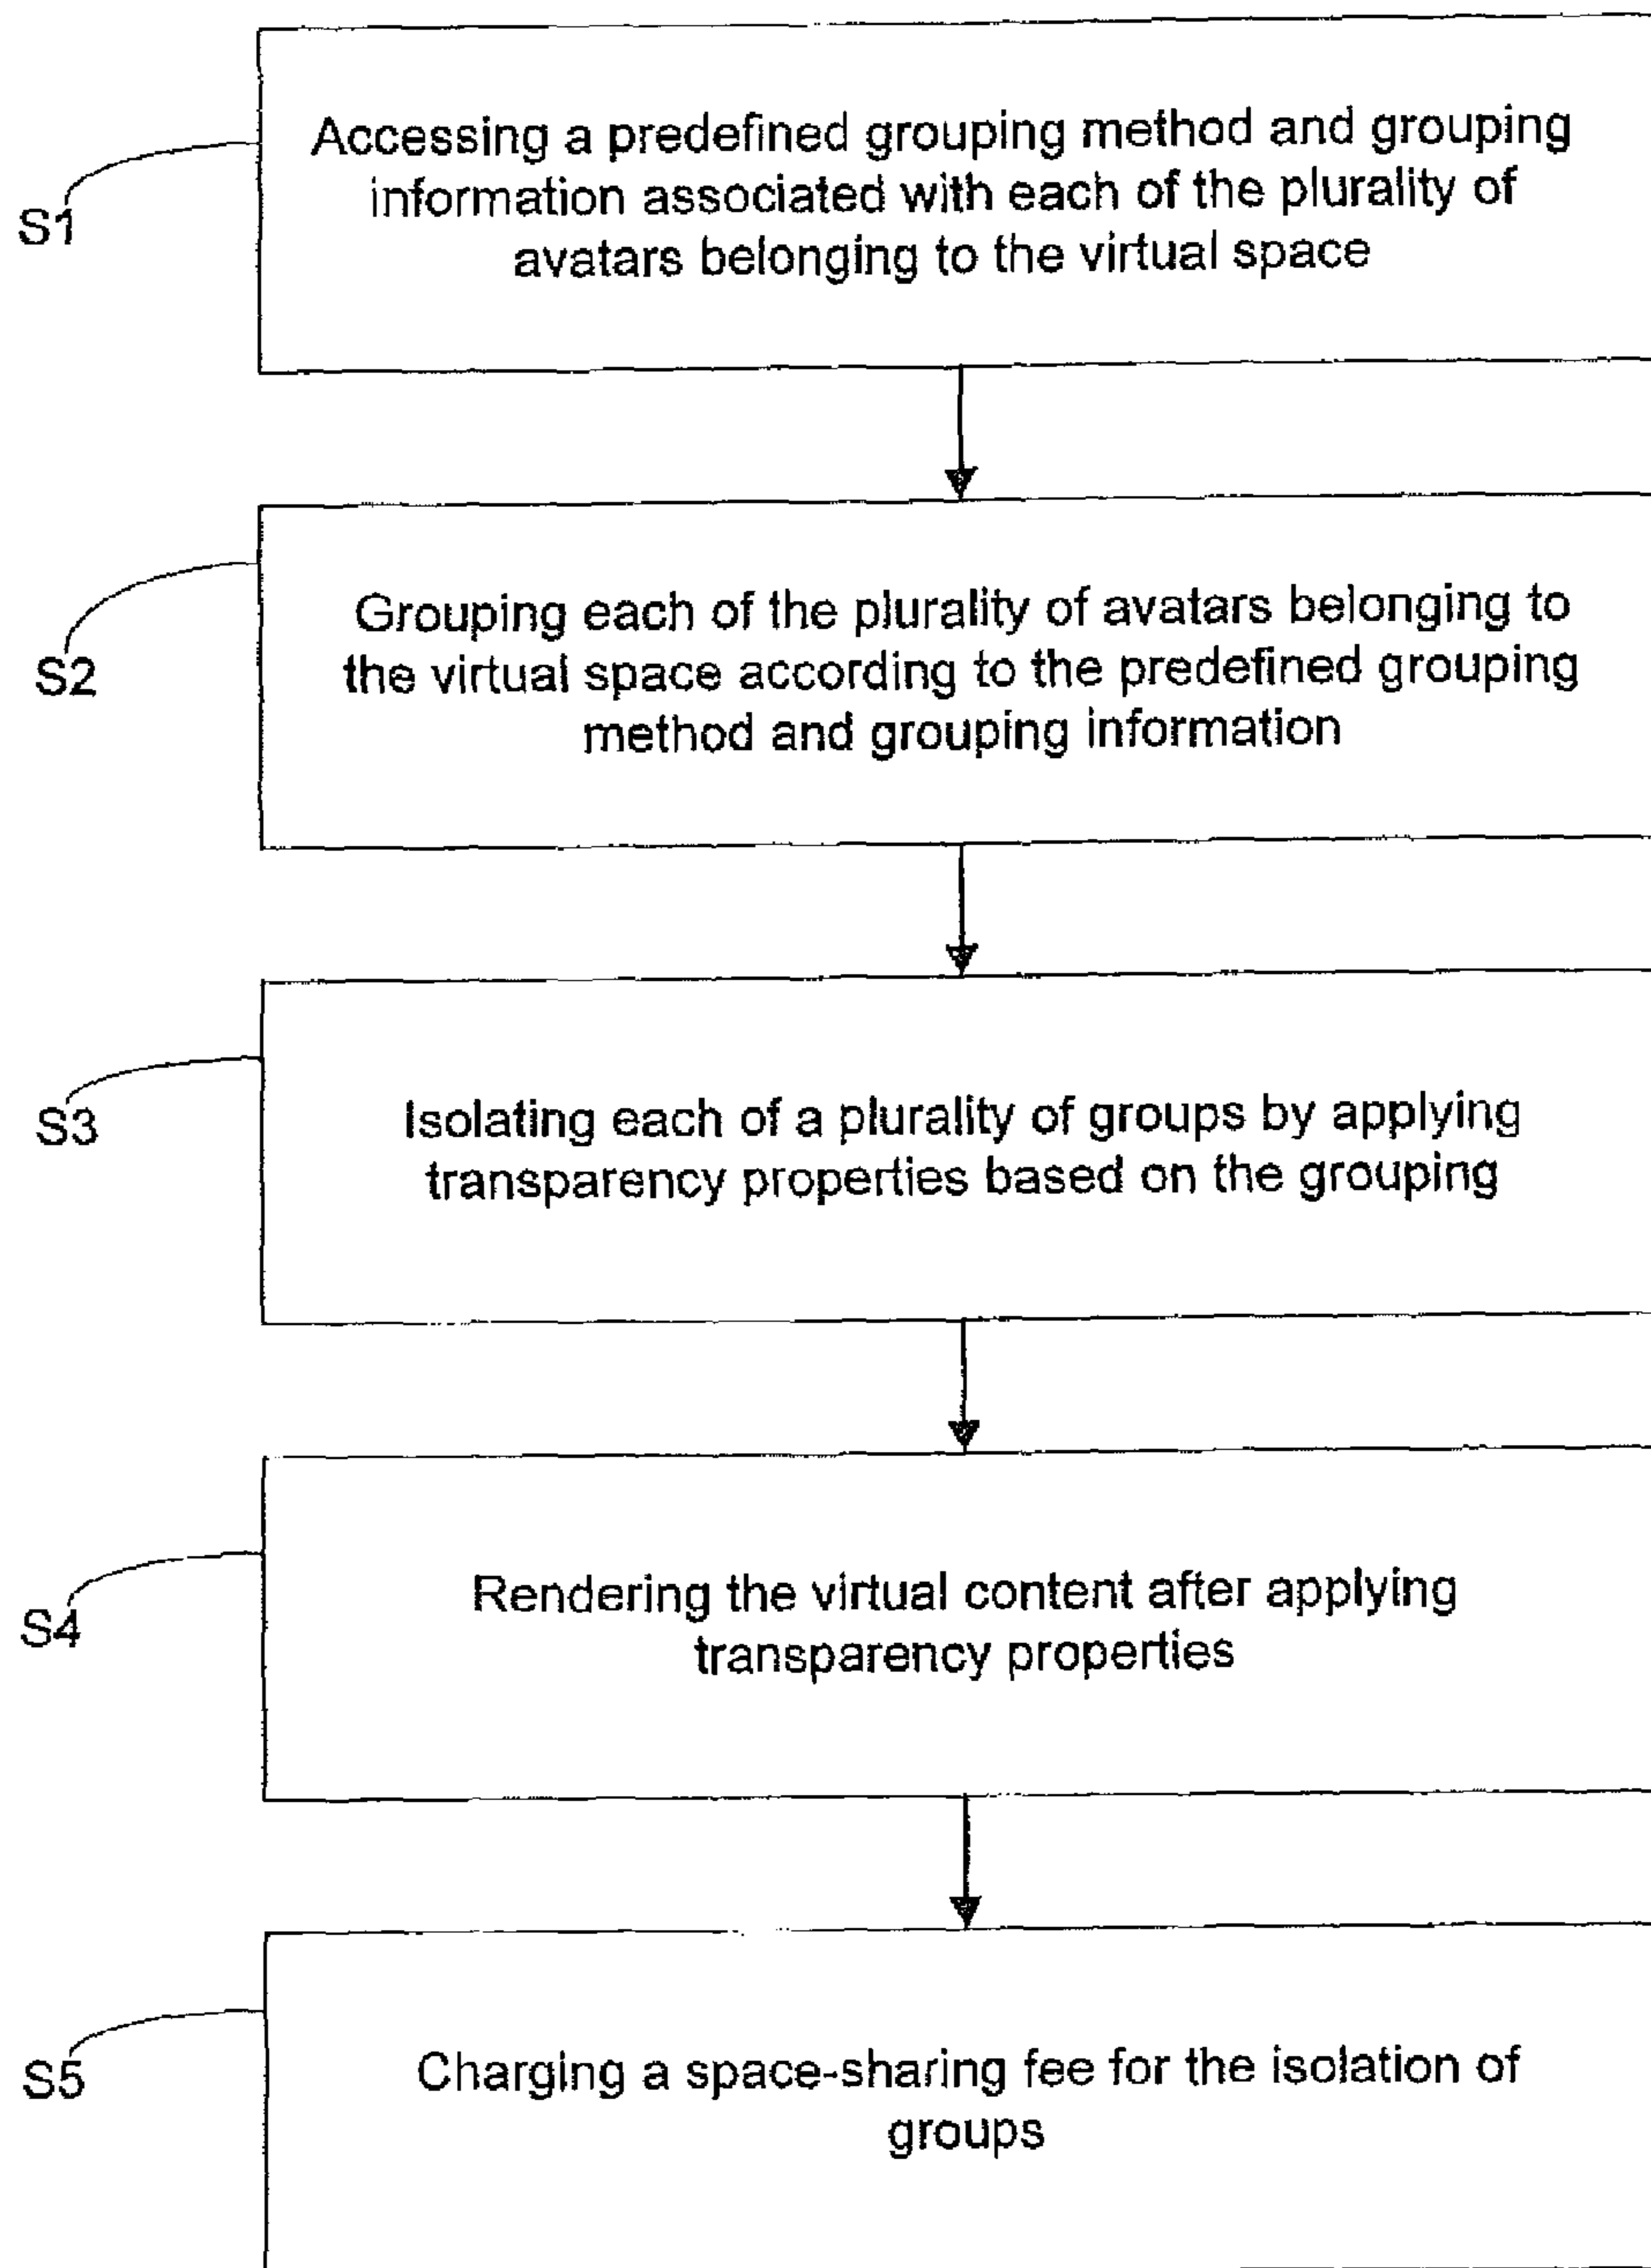 Accessing a predefined grouping method and grouping
information associated with each of the plurality of
avatars belonging to the virtual space
S1
Grouping each of the plurality of avatars belonging to
the virtual space according to the predefined grouping
method and grouping information
S2
Isolating each of a plurality of groups by applying
transparency properties based on the grouping
S3
Rendering the virtual content after applying
transparency properties
S4
Charging a space-sharing fee for the isolation of
groups
S5